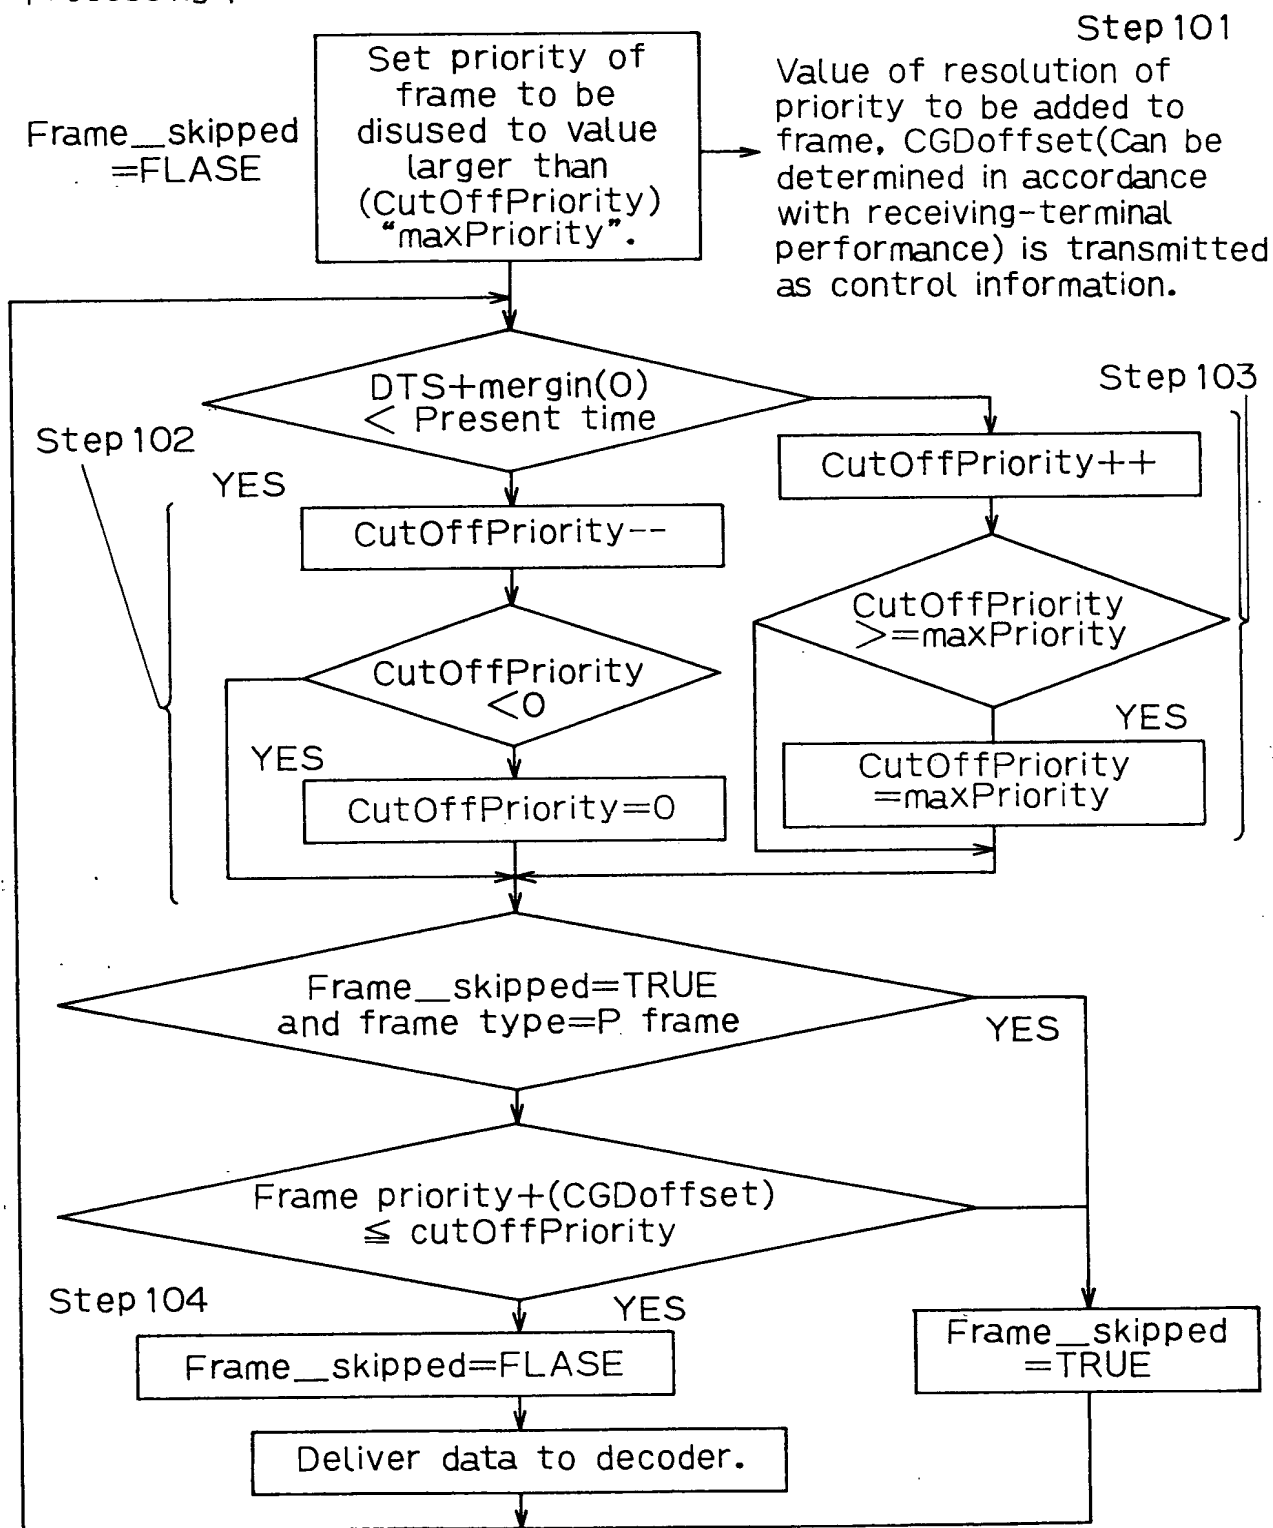 Step 101
Set priority of
frame to be
disused to value
larger than
(CutOffPriority)
"maxPriority".
Frame__skipped
=FLASE
Value of resolution of
priority to be added to
frame, CGDoffset(Can be
determined in accordance
with receiving-terminal
performance) is transmitted
as control information.
DTS+mergin(0)
< Present time
Step 103
Step 102
YES
CutOffPriority++
CutOffPriority--
CutOffPriority
>=maxPriority
CutOffPriority
<0
YES
YES
CutOffPriority
=maxPriority
CutOffPriority=0
Frame__skipped=TRUE
and frame type=P frame
YES
Frame priority+(CGDoffset)
≦ cutOffPriority
Step 104
YES
Frame__skipped=FLASE
Frame__skipped
=TRUE
Deliver data to decoder.